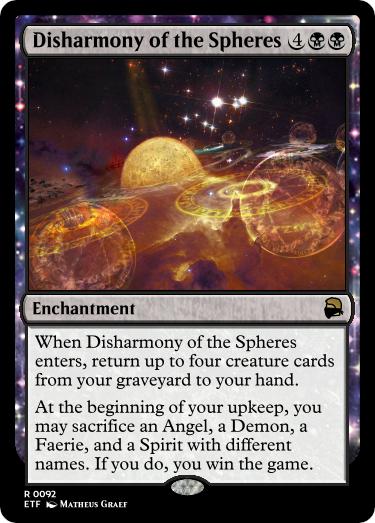 Disharmony of the Spheres 4
Enchantment
When Disharmony of the Spheres
enters, return up to four creature cards
from your graveyard to your hand.
At the beginning of your upkeep, you
may sacrifice an Angel, a Demon, a
Faerie, and a Spirit with different
names. If you do, you win the game.
R 0092
ETF Matheus Graef